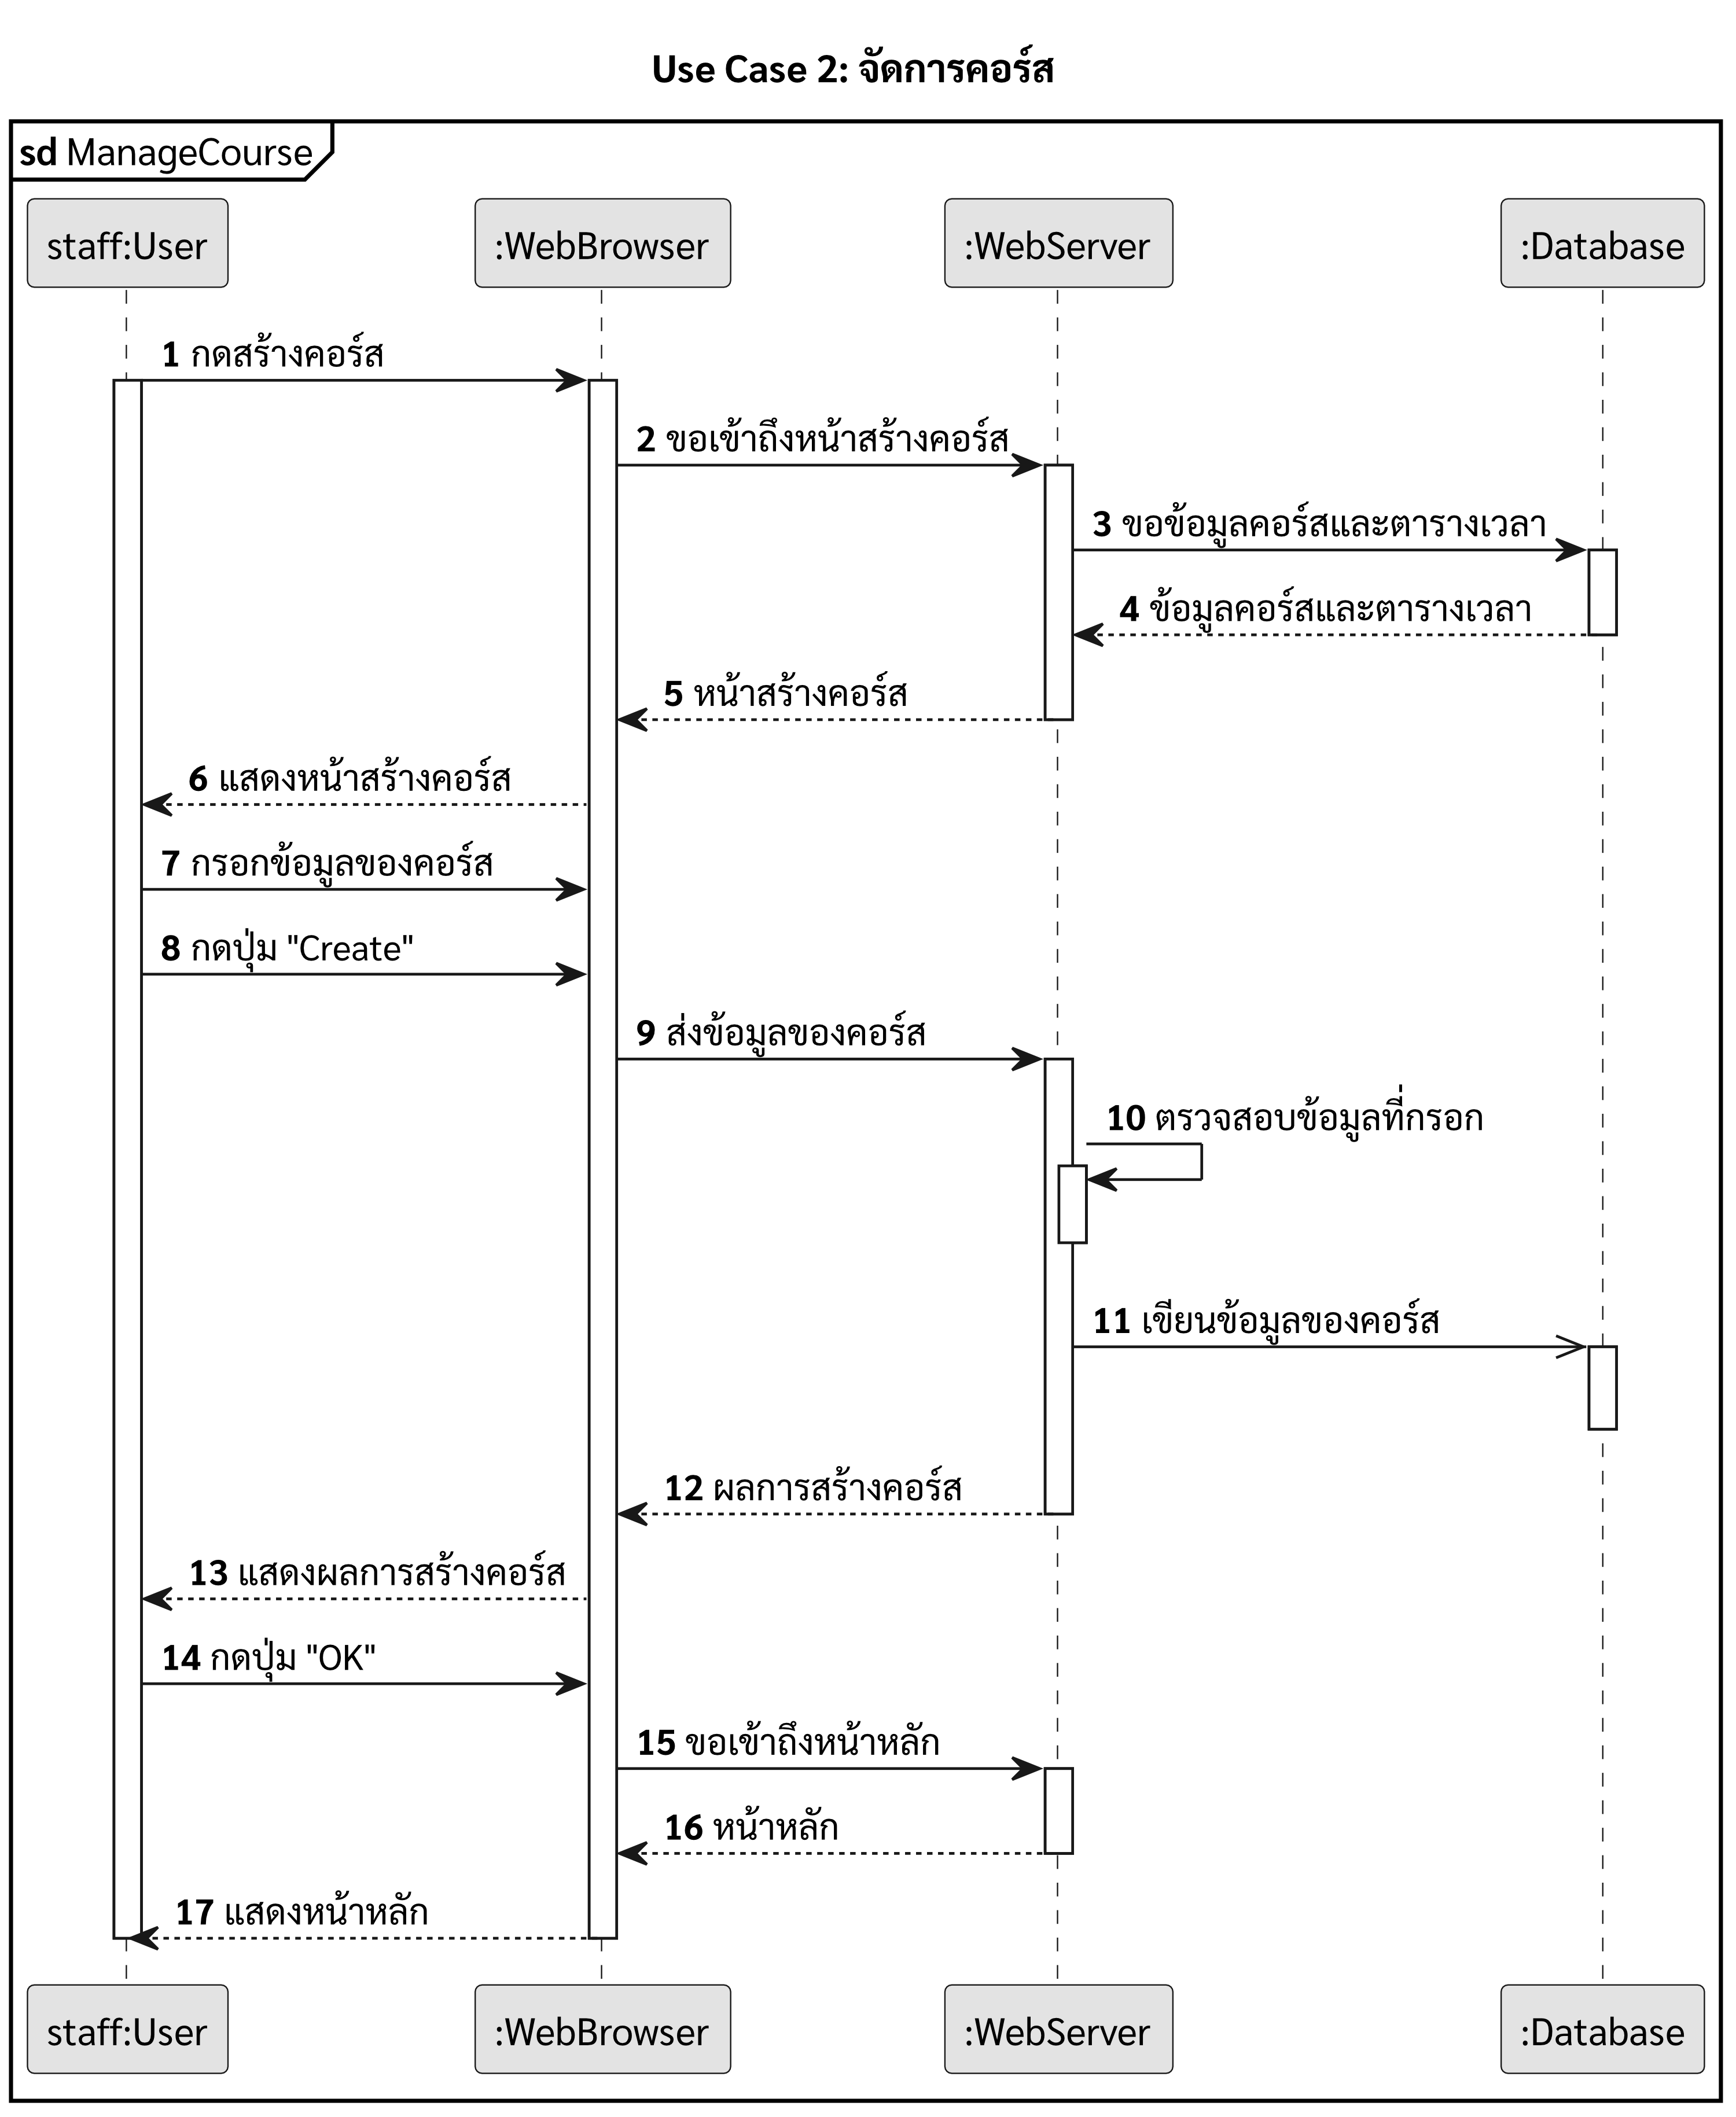 Use Case 2: จัดการคอร์ส
sd ManageCourse
staff:User
:WebBrowser
:WebServer
:Database
1 กดสร้างคอร์ส
2 ขอเข้าถึงหน้าสร้างคอร์ส
3 ขอข้อมูลคอร์สและตารางเวลา
4 ข้อมูลคอร์สและตารางเวลา
5 หน้าสร้างคอร์ส
6 แสดงหน้าสร้างคอร์ส
7 กรอกข้อมูลของคอร์ส
8 กดปุ่ม "Create"
9 ส่งข้อมูลของคอร์ส
10 ตรวจสอบข้อมูลที่กรอก
11 เขียนข้อมูลของคอร์ส
12 ผลการสร้างคอร์ส
13 แสดงผลการสร้างคอร์ส
14 กดปุ่ม "OK"
15 ขอเข้าถึงหน้าหลัก
16 หน้าหลัก
17 แสดงหน้าหลัก
staff:User
:WebBrowser
:WebServer
:Database